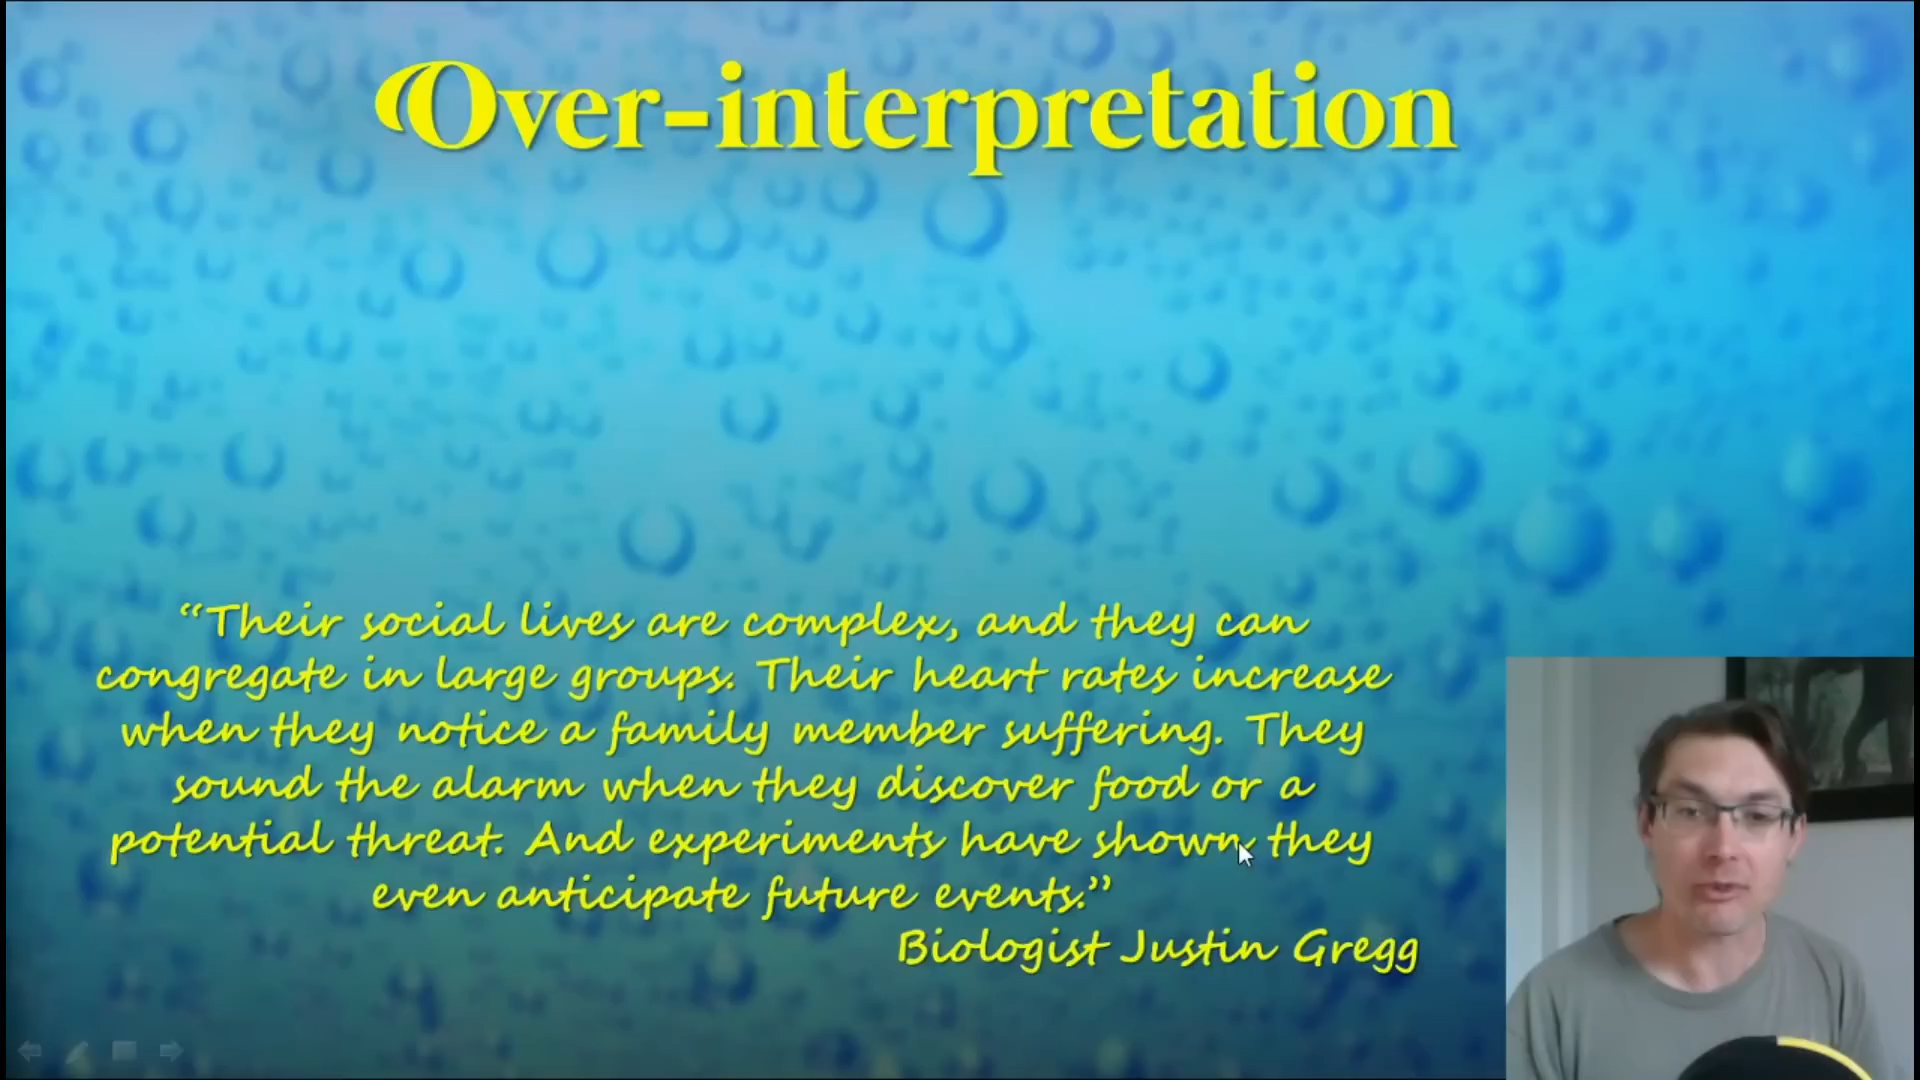 Over-interpretation
“Their social lives are complex, and they can
congregate in large groups. Their heart rates increase
when they notice a family member suffering. They
sound the alarm when they discover food or a
potential threat. And experiments have shown they
even anticipate future events.”
Biologist Justin Gregg